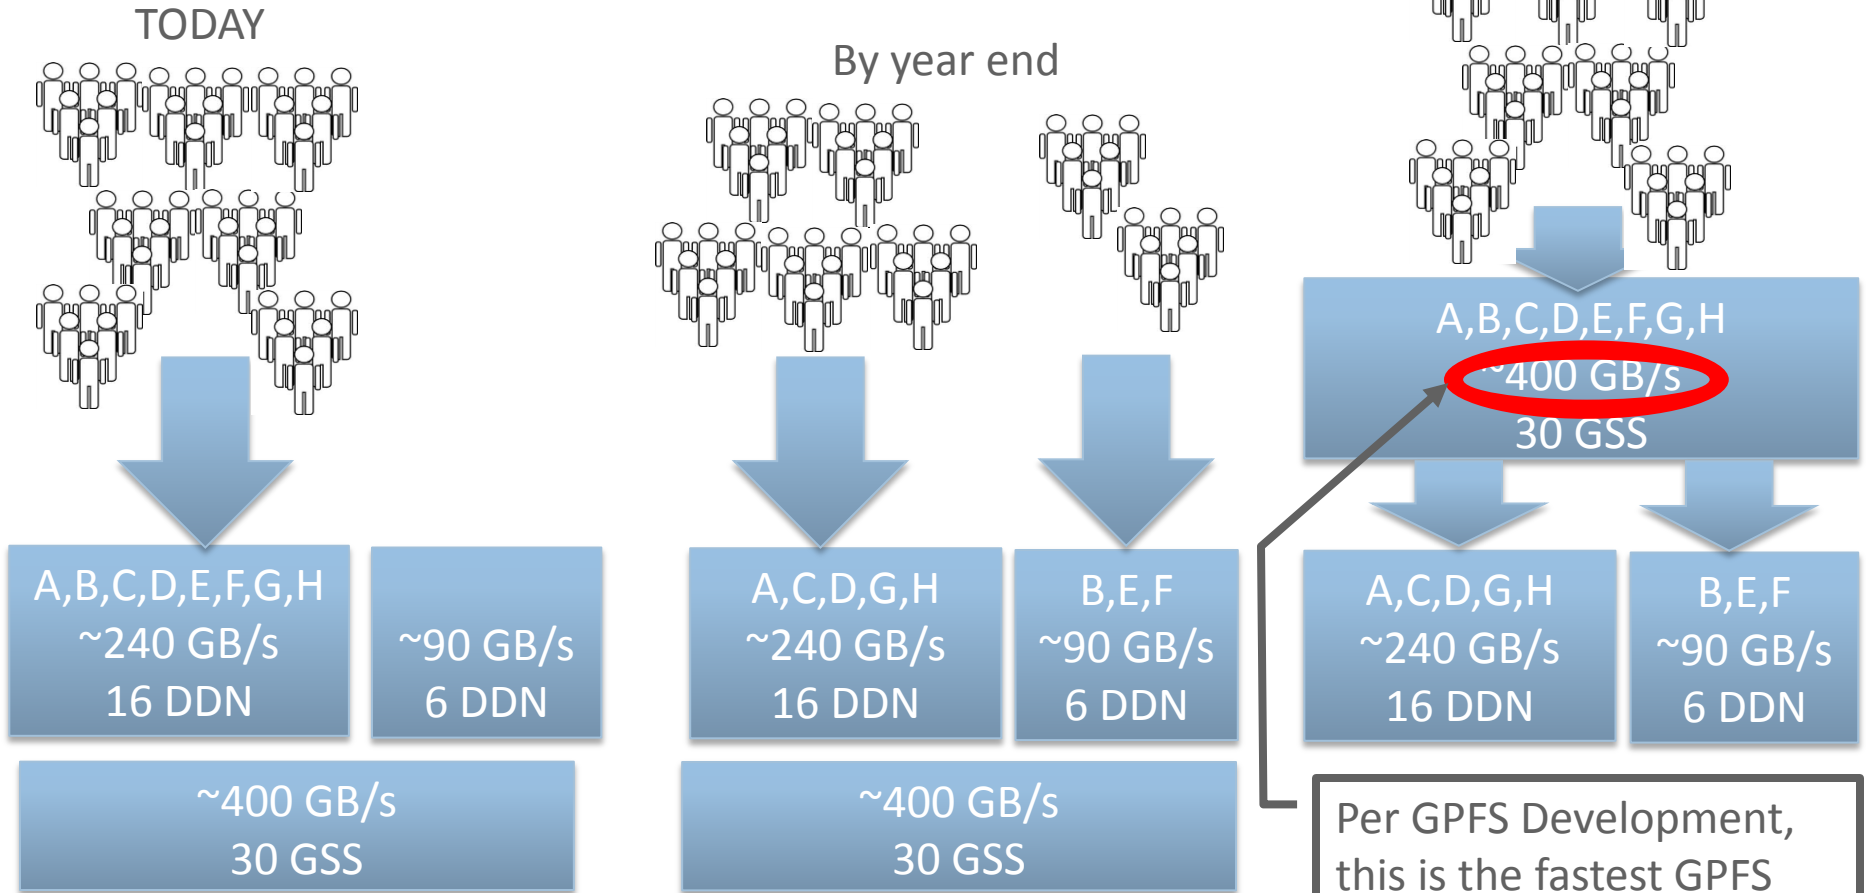 TODAY
A,B,C,D,E,F,G,H
~240 GB/s
16 DDN
~90 GB/s
6 DDN
~400 GB/s
30 GSS
By year end
A,C,D,G,H
~240 GB/s
16 DDN
B,E,F
~90 GB/s
6 DDN
~400 GB/s
30 GSS
A,B,C,D,E,F,G,H
~400 GB/s
30 GSS
A,C,D,G,H
~240 GB/s
16 DDN
B,E,F
~90 GB/s
6 DDN
Per GPFS Development,
this is the fastest GPFS